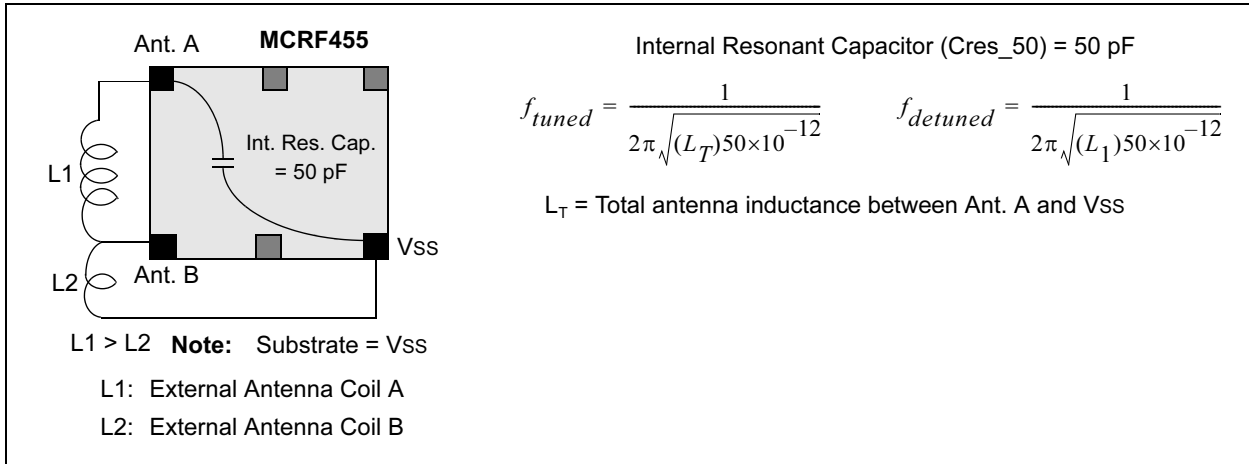 Ant. A
MCRF455
Int. Res. Cap.
= 50 pF
L1
L2
Ant. B
VSS
L1 > L2 Note: Substrate = VSS
L1: External Antenna Coil A
L2: External Antenna Coil B
Internal Resonant Capacitor (Cres_50) = 50 pF
f_tuned = 1 / (2π√((L_T)50×10^−12))
f_detuned = 1 / (2π√((L_1)50×10^−12))
L_T = Total antenna inductance between Ant. A and VSS